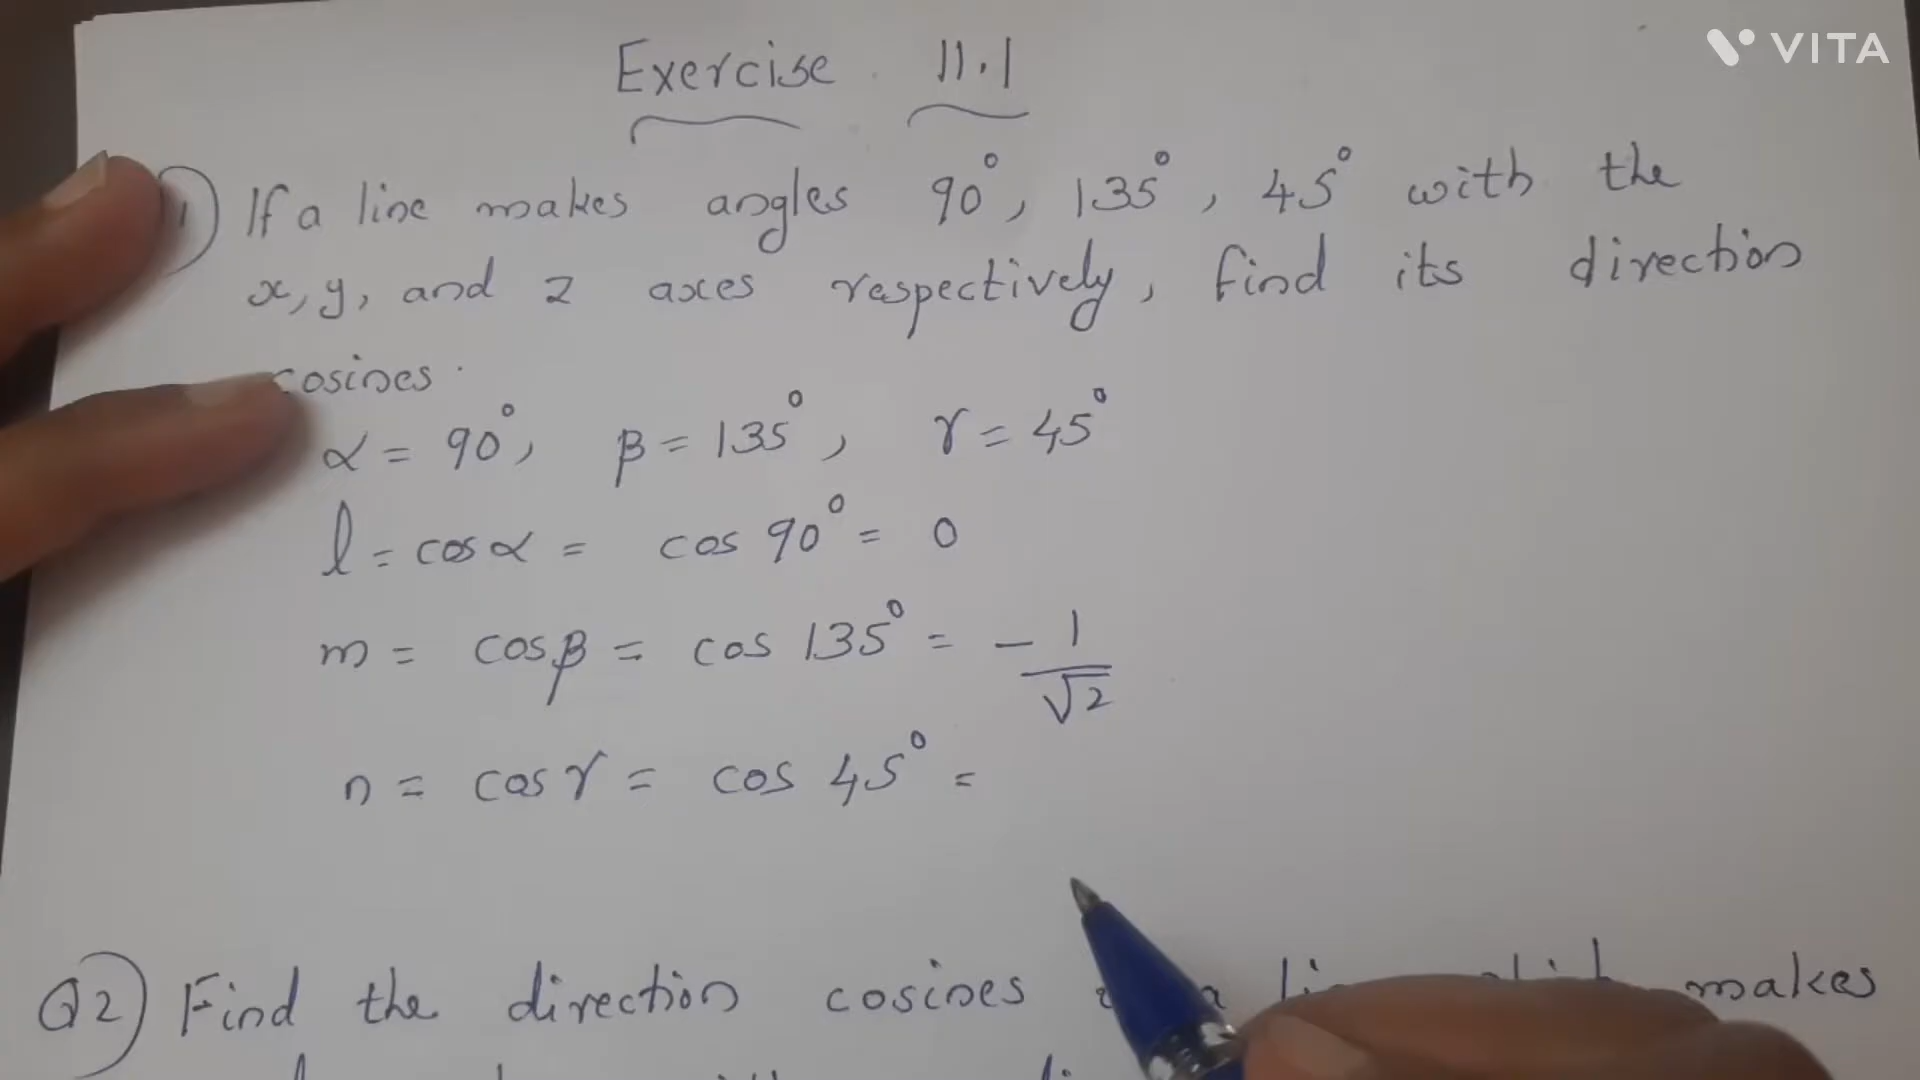 VITA
Exercise 11.1
1) If a line makes angles 90°, 135°, 45° with the
x, y, and z axes respectively, find its direction
cosines.
α = 90°, β = 135°, γ = 45°
l = cos α = cos 90° = 0
m = cos β = cos 135° = -1/√2
n = cos γ = cos 45° =
Q2) Find the direction cosines a makes